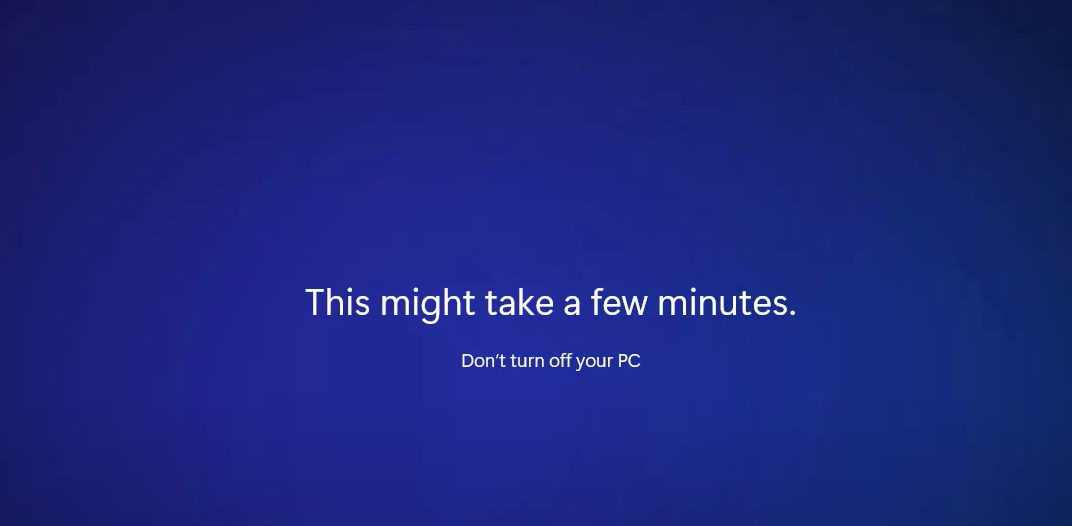 This might take a few minutes.
Don’t turn off your PC